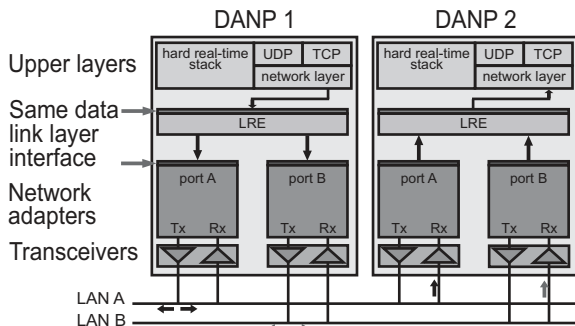 DANP 1
DANP 2
Upper layers
hard real-time
stack
UDP
TCP
network layer
hard real-time
stack
UDP
TCP
network layer
Same data
link layer
interface
LRE
LRE
Network
adapters
port A
port B
port A
port B
Tx
Rx
Tx
Rx
Tx
Rx
Tx
Rx
Transceivers
LAN A
LAN B